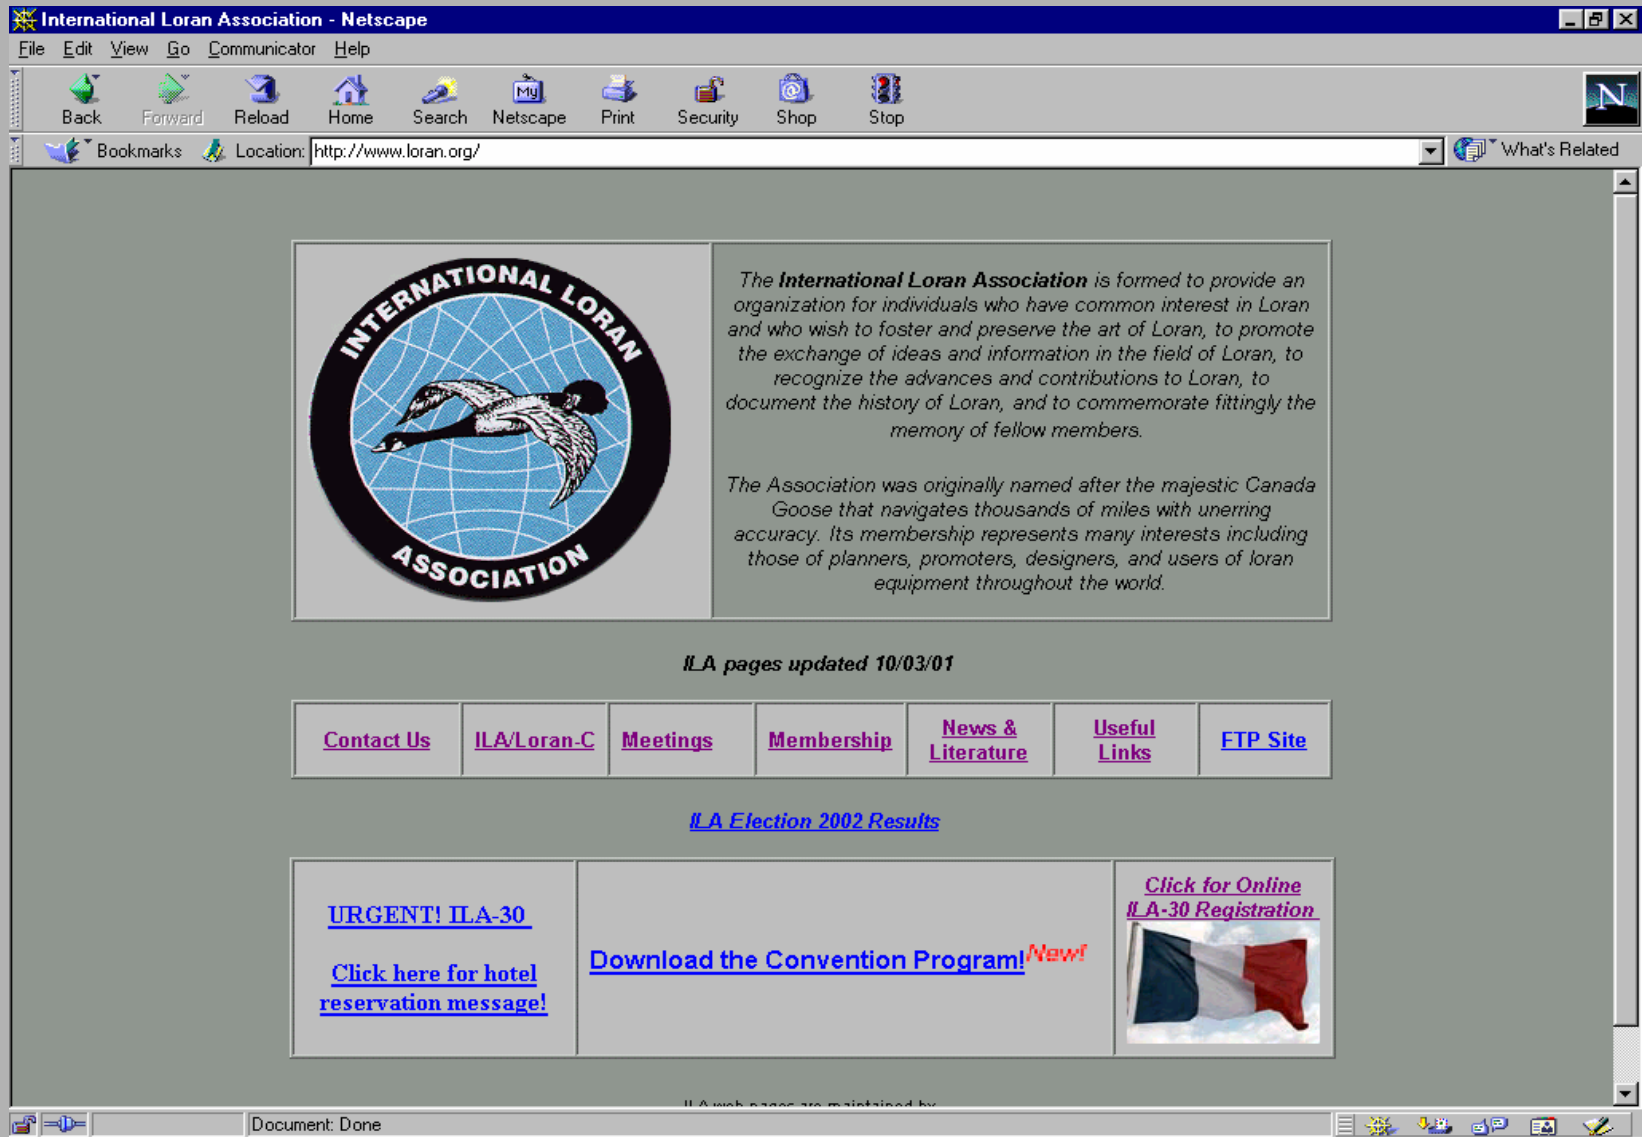 International Loran Association - Netscape
File Edit View Go Communicator Help
Back Forward Reload Home Search Netscape Print Security Shop Stop
My
N
Bookmarks Location: http://www.loran.org/ What's Related
INTERNATIONAL LORAN
ASSOCIATION
The International Loran Association is formed to provide an
organization for individuals who have common interest in Loran
and who wish to foster and preserve the art of Loran, to promote
the exchange of ideas and information in the field of Loran, to
recognize the advances and contributions to Loran, to
document the history of Loran, and to commemorate fittingly the
memory of fellow members.
The Association was originally named after the majestic Canada
Goose that navigates thousands of miles with unerring
accuracy. Its membership represents many interests including
those of planners, promoters, designers, and users of loran
equipment throughout the world.
ILA pages updated 10/03/01
Contact Us
ILA/Loran-C
Meetings
Membership
News &
Literature
Useful
Links
FTP Site
ILA Election 2002 Results
URGENT! ILA-30
Click here for hotel
reservation message!
Download the Convention Program! New!
Click for Online
ILA-30 Registration
ILA web pages are maintained by
Document: Done